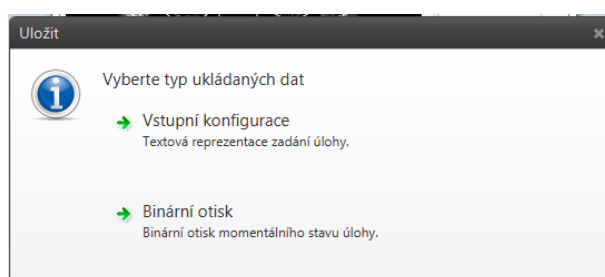 Uložit
Vyberte typ ukládaných dat
Vstupní konfigurace
Textová reprezentace zadání úlohy.
Binární otisk
Binární otisk momentálního stavu úlohy.